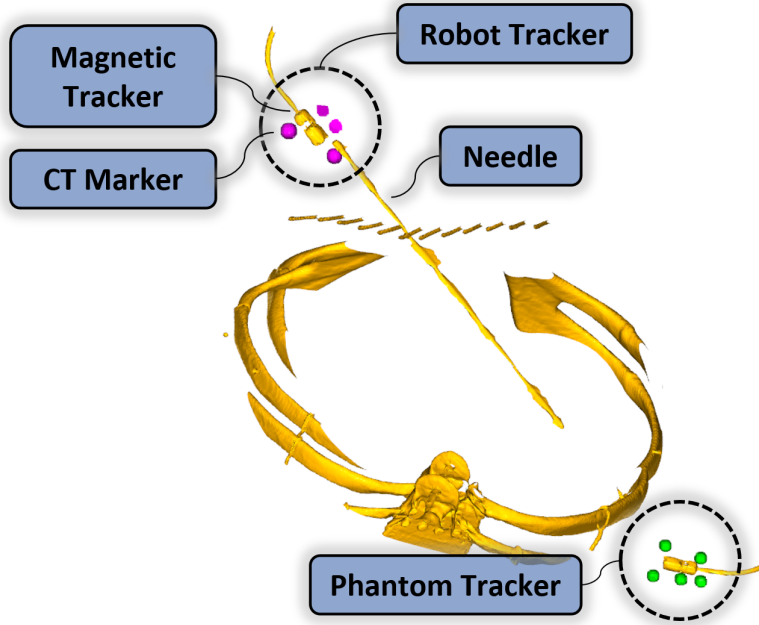 Robot Tracker
Magnetic
Tracker
CT Marker
Needle
Phantom Tracker